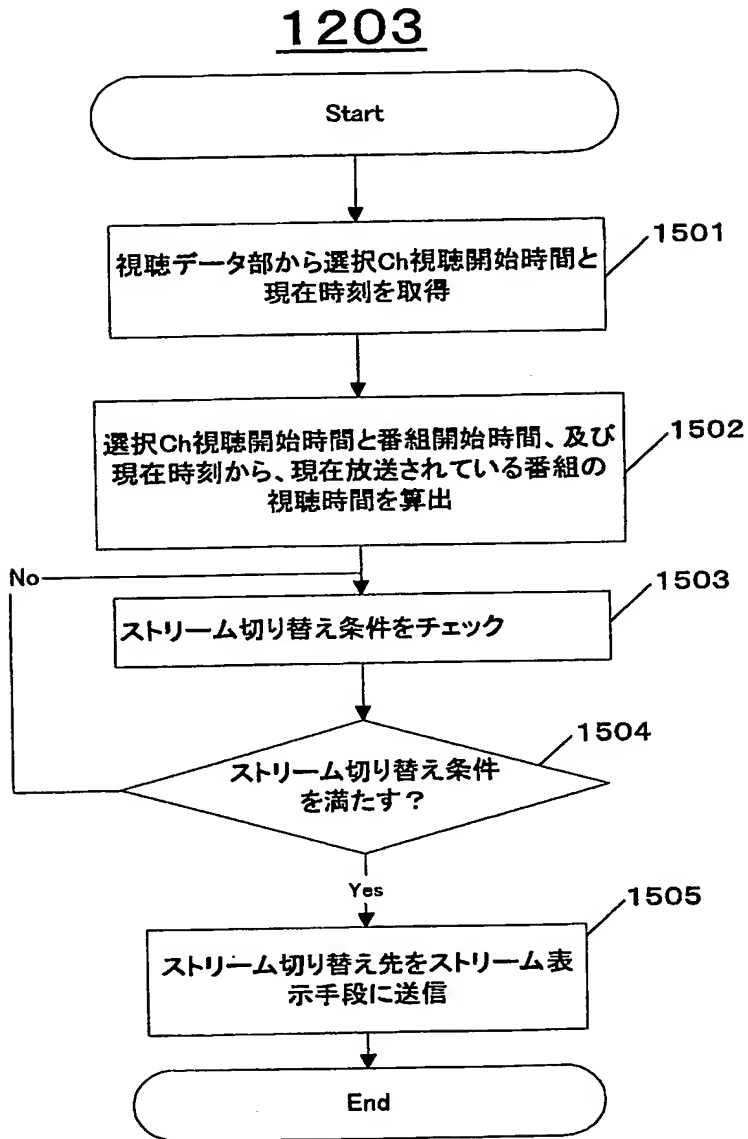 1203
Start
視聴データ部から選択Ch視聴開始時間と
現在時刻を取得
1501
選択Ch視聴開始時間と番組開始時間、及び
現在時刻から、現在放送されている番組の
視聴時間を算出
1502
No
ストリーム切り替え条件をチェック
1503
ストリーム切り替え条件
を満たす？
1504
Yes
ストリーム切り替え先をストリーム表
示手段に送信
1505
End